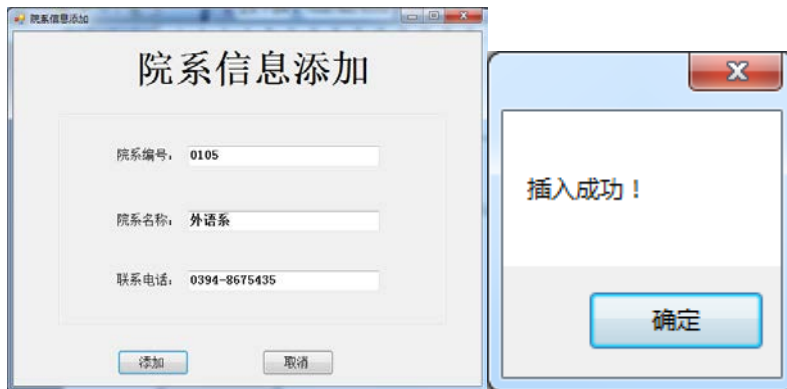 院系信息添加
院系信息添加
院系编号： 0105
院系名称： 外语系
联系电话： 0394-8675435
添加 取消
插入成功！
确定